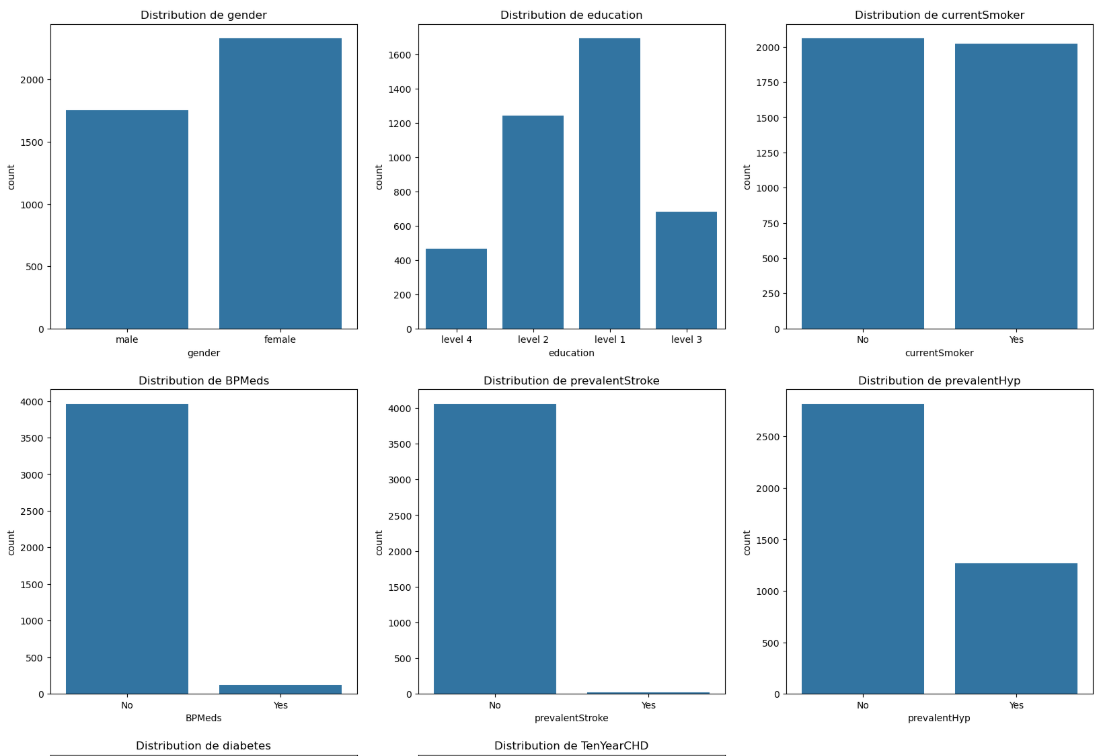 Distribution de gender
Distribution de education
Distribution de currentSmoker
2000
1500
1000
500
0
count
male
female
gender
1600
1400
1200
1000
800
600
400
200
0
count
level 4
level 2
level 1
level 3
education
2000
1750
1500
1250
1000
750
500
250
0
count
No
Yes
currentSmoker
Distribution de BPMeds
Distribution de prevalentStroke
Distribution de prevalentHyp
4000
3500
3000
2500
2000
1500
1000
500
0
count
No
Yes
BPMeds
4000
3500
3000
2500
2000
1500
1000
500
0
count
No
Yes
prevalentStroke
2500
2000
1500
1000
500
0
count
No
Yes
prevalentHyp
Distribution de diabetes
Distribution de TenYearCHD